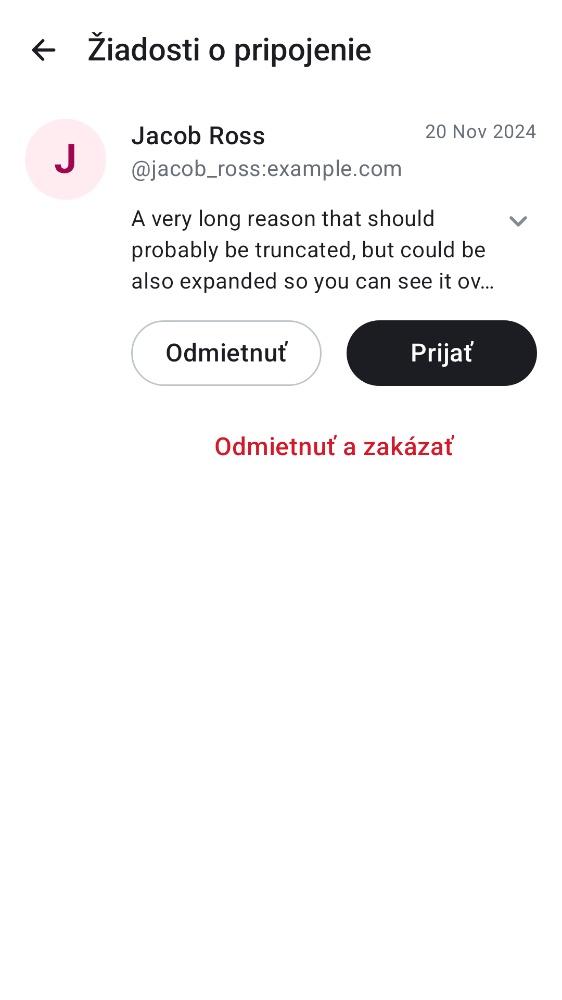 Žiadosti o pripojenie
J
Jacob Ross
20 Nov 2024
@jacob_ross:example.com
A very long reason that should
probably be truncated, but could be
also expanded so you can see it ov…
Odmietnuť
Prijať
Odmietnuť a zakázať